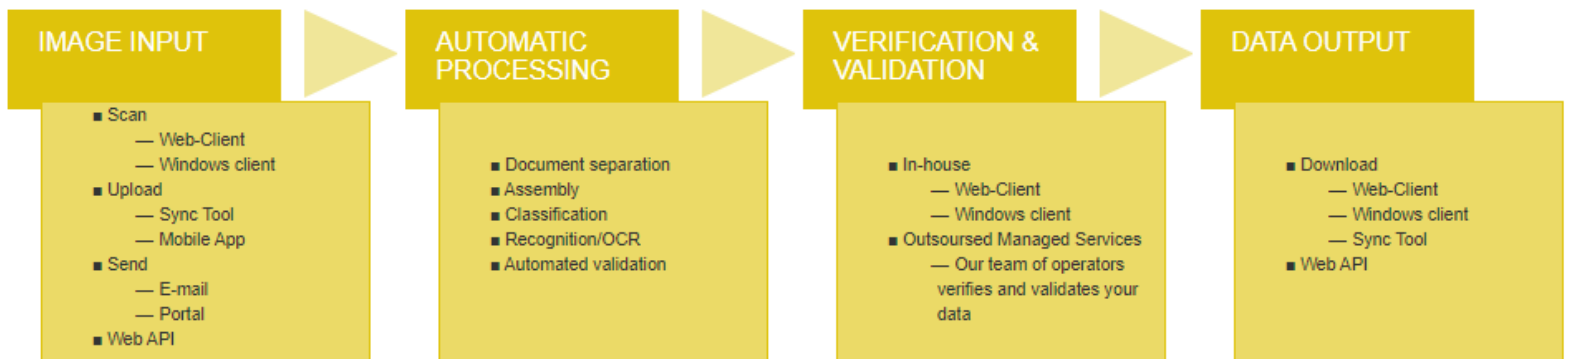 IMAGE INPUT
■ Scan
— Web-Client
— Windows client
■ Upload
— Sync Tool
— Mobile App
■ Send
— E-mail
— Portal
■ Web API
AUTOMATIC
PROCESSING
■ Document separation
■ Assembly
■ Classification
■ Recognition/OCR
■ Automated validation
VERIFICATION &
VALIDATION
■ In-house
— Web-Client
— Windows client
■ Outsoursed Managed Services
— Our team of operators
verifies and validates your
data
DATA OUTPUT
■ Download
— Web-Client
— Windows client
— Sync Tool
■ Web API